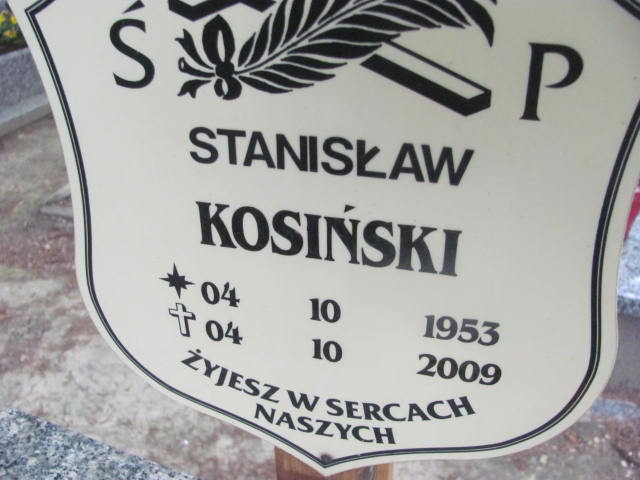 Ś P
STANISŁAW
KOSIŃSKI
04 10 1953
04 10 2009
ŻYJESZ W SERCACH
NASZYCH